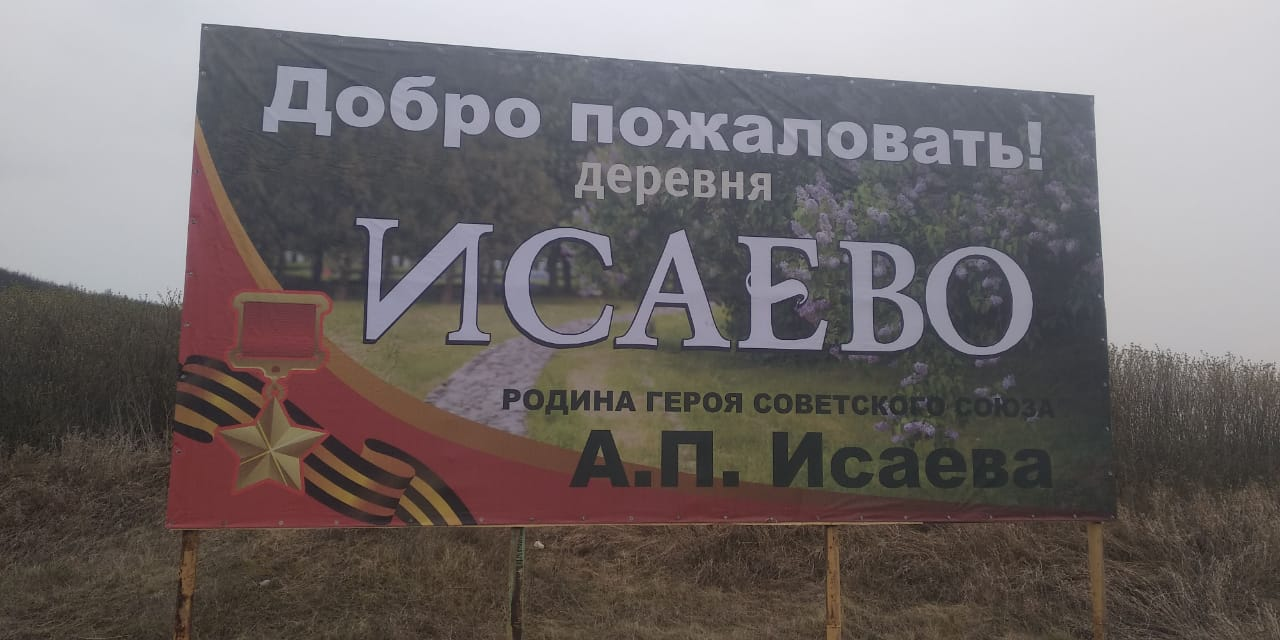 Добро пожаловать!
деревня
ИСАЕВО
РОДИНА ГЕРОЯ СОВЕТСКОГО СОЮЗА
А.П. Исаева